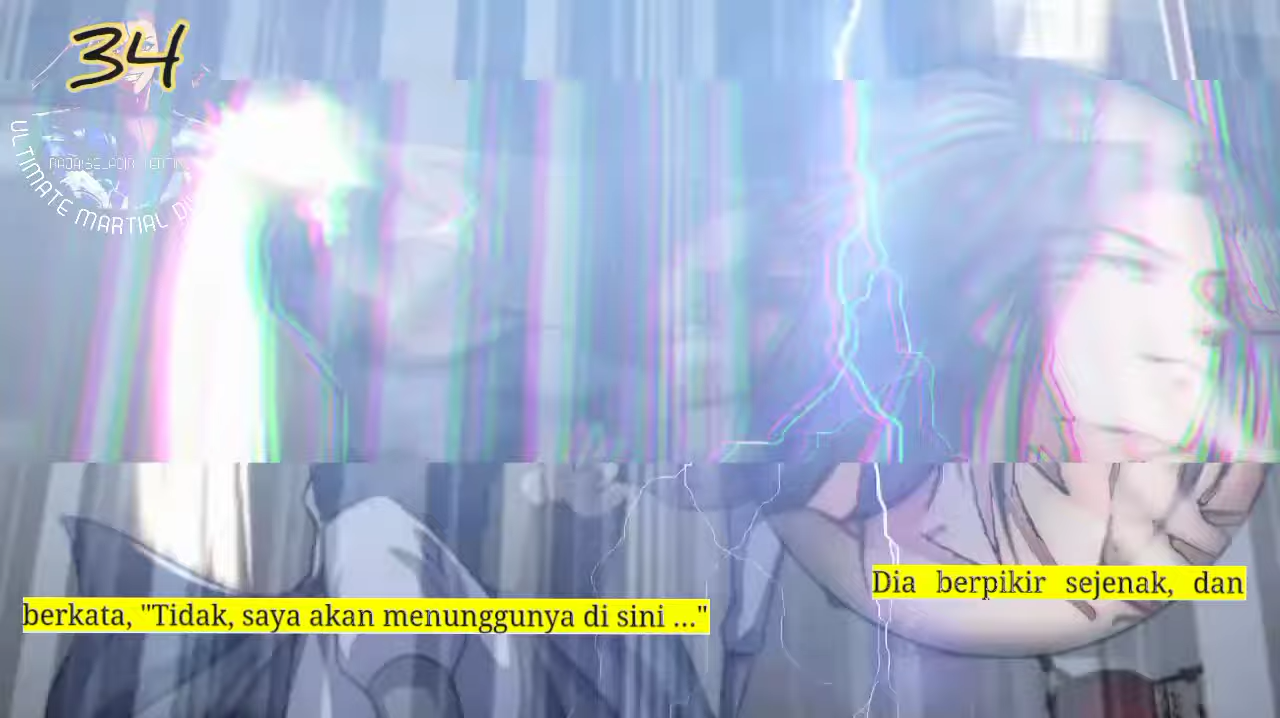 34
ULTIMATE MARTIAL
Dia berpikir sejenak, dan
berkata, "Tidak, saya akan menunggunya di sini ..."